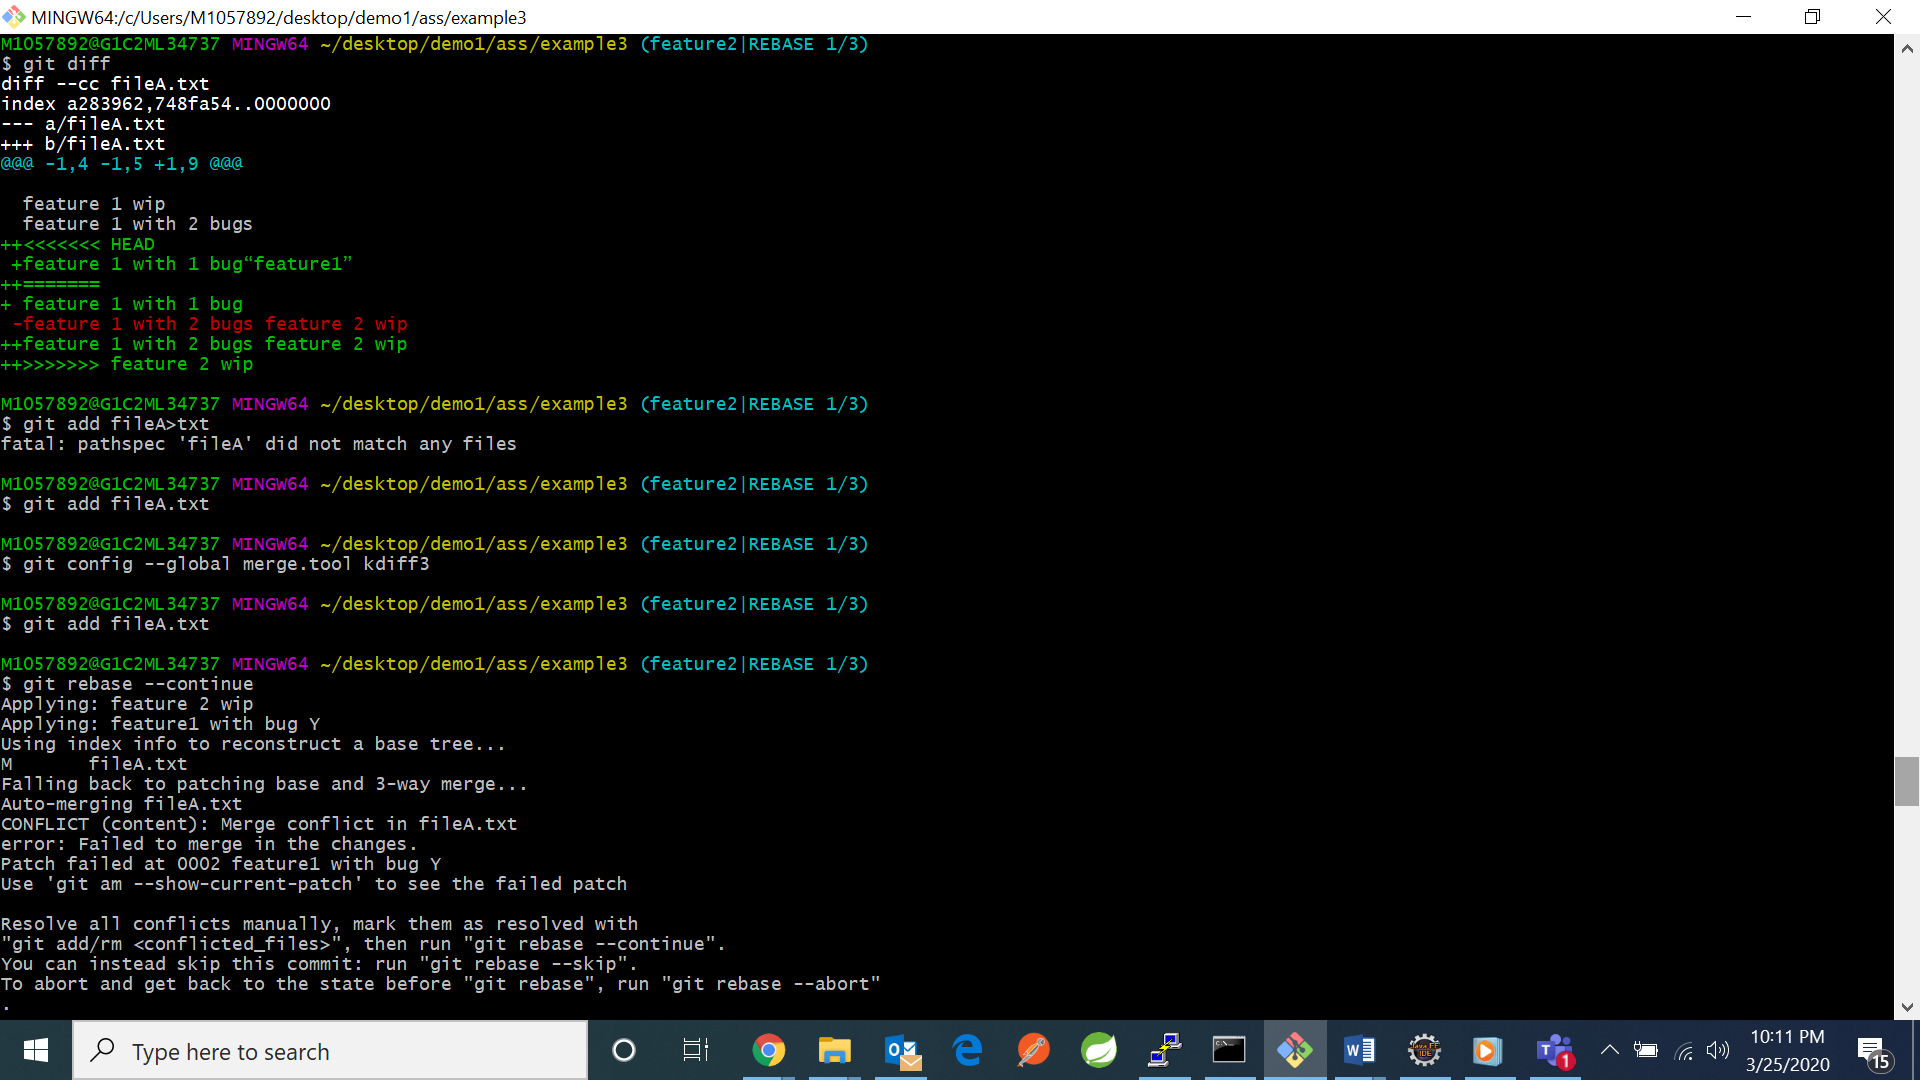 MINGW64:/c/Users/M1057892/desktop/demo1/ass/example3
M1057892@G1C2ML34737 MINGW64 ~/desktop/demo1/ass/example3 (feature2|REBASE 1/3)
$ git diff
diff --cc fileA.txt
index a283962,748fa54..0000000
--- a/fileA.txt
+++ b/fileA.txt
@@@ -1,4 -1,5 +1,9 @@@
  feature 1 wip
  feature 1 with 2 bugs
++<<<<<<< HEAD
 +feature 1 with 1 bug“feature1”
++=======
+ feature 1 with 1 bug
 -feature 1 with 2 bugs feature 2 wip
++feature 1 with 2 bugs feature 2 wip
++>>>>>>> feature 2 wip
M1057892@G1C2ML34737 MINGW64 ~/desktop/demo1/ass/example3 (feature2|REBASE 1/3)
$ git add fileA>txt
fatal: pathspec 'fileA' did not match any files
M1057892@G1C2ML34737 MINGW64 ~/desktop/demo1/ass/example3 (feature2|REBASE 1/3)
$ git add fileA.txt
M1057892@G1C2ML34737 MINGW64 ~/desktop/demo1/ass/example3 (feature2|REBASE 1/3)
$ git config --global merge.tool kdiff3
M1057892@G1C2ML34737 MINGW64 ~/desktop/demo1/ass/example3 (feature2|REBASE 1/3)
$ git add fileA.txt
M1057892@G1C2ML34737 MINGW64 ~/desktop/demo1/ass/example3 (feature2|REBASE 1/3)
$ git rebase --continue
Applying: feature 2 wip
Applying: feature1 with bug Y
Using index info to reconstruct a base tree...
M       fileA.txt
Falling back to patching base and 3-way merge...
Auto-merging fileA.txt
CONFLICT (content): Merge conflict in fileA.txt
error: Failed to merge in the changes.
Patch failed at 0002 feature1 with bug Y
Use 'git am --show-current-patch' to see the failed patch
Resolve all conflicts manually, mark them as resolved with
"git add/rm <conflicted_files>", then run "git rebase --continue".
You can instead skip this commit: run "git rebase --skip".
To abort and get back to the state before "git rebase", run "git rebase --abort"
.
Type here to search
10:11 PM
3/25/2020
1
15